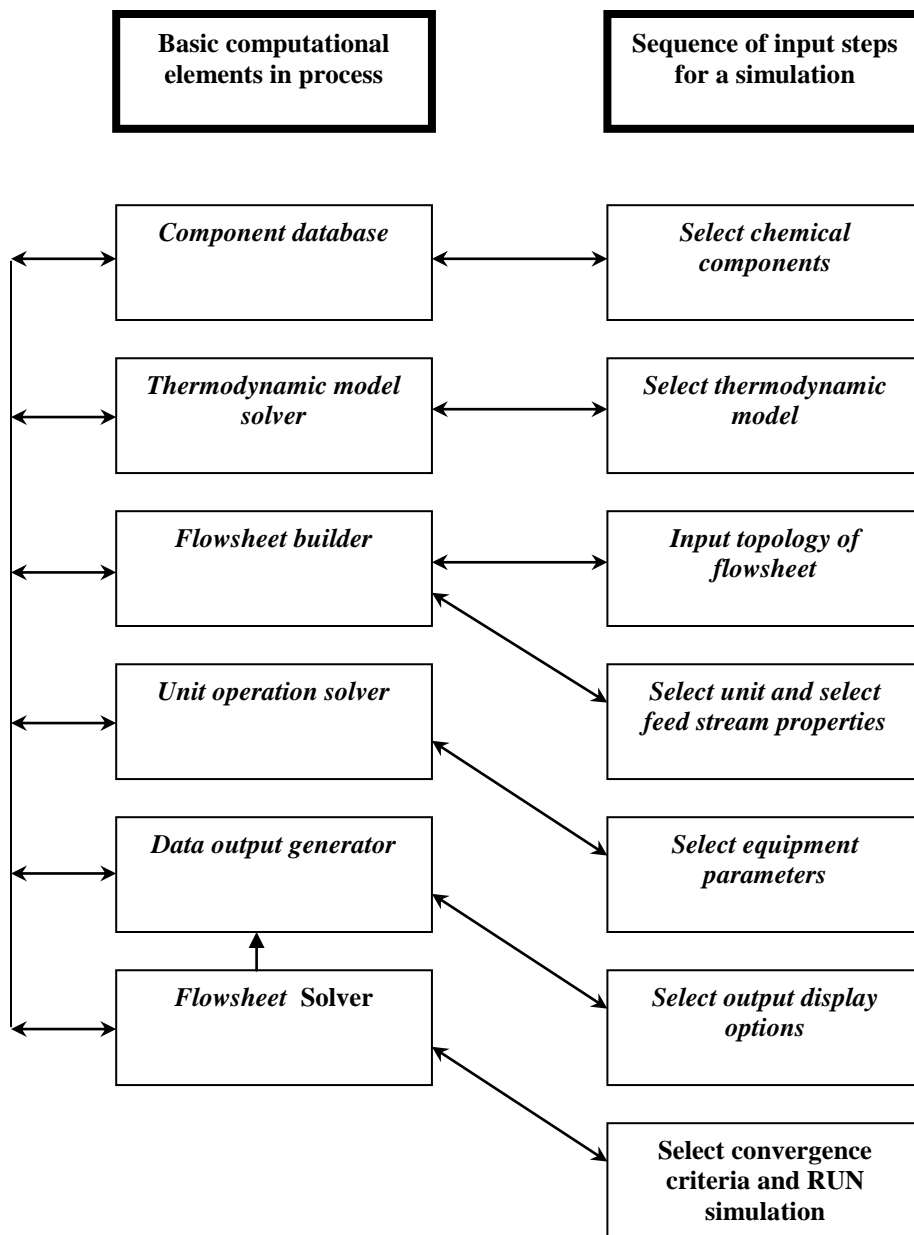 Basic computational
elements in process
Sequence of input steps
for a simulation
Component database
Select chemical
components
Thermodynamic model
solver
Select thermodynamic
model
Flowsheet builder
Input topology of
flowsheet
Unit operation solver
Select unit and select
feed stream properties
Data output generator
Select equipment
parameters
Flowsheet Solver
Select output display
options
Select convergence
criteria and RUN
simulation